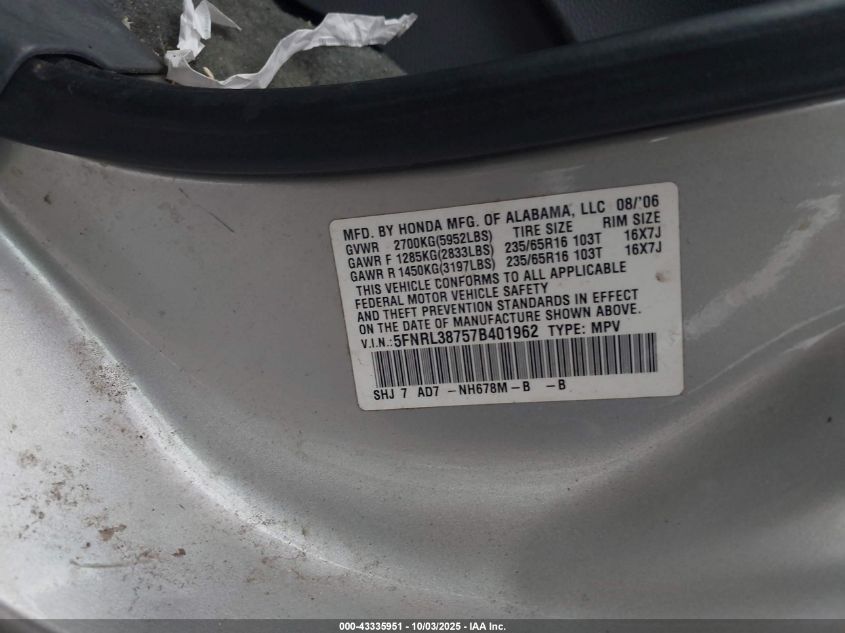 MFD. BY HONDA MFG. OF ALABAMA, LLC 08/'06
GVWR 2700KG(5952LBS) TIRE SIZE RIM SIZE
GAWR F 1285KG(2833LBS) 235/65R16 103T 16X7J
GAWR R 1450KG(3197LBS) 235/65R16 103T 16X7J
THIS VEHICLE CONFORMS TO ALL APPLICABLE
FEDERAL MOTOR VEHICLE SAFETY
AND THEFT PREVENTION STANDARDS IN EFFECT
ON THE DATE OF MANUFACTURE SHOWN ABOVE.
V.I.N.:5FNRL38757B401962 TYPE: MPV
SHJ 7 AD7 -NH678M-B -B
000-43335951 - 10/03/2025 - IAA Inc.